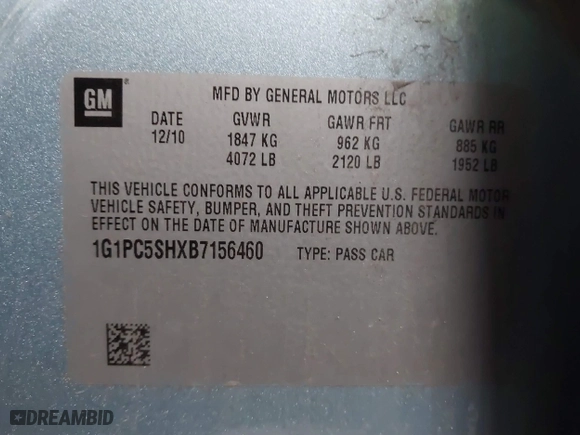 GM
MFD BY GENERAL MOTORS LLC
DATE GVWR GAWR FRT GAWR RR
12/10 1847 KG 962 KG 885 KG
4072 LB 2120 LB 1952 LB
THIS VEHICLE CONFORMS TO ALL APPLICABLE U.S. FEDERAL MOTOR
VEHICLE SAFETY, BUMPER, AND THEFT PREVENTION STANDARDS IN
EFFECT ON THE DATE OF MANUFACTURE SHOWN ABOVE.
1G1PC5SHXB7156460 TYPE: PASS CAR
DREAMBID